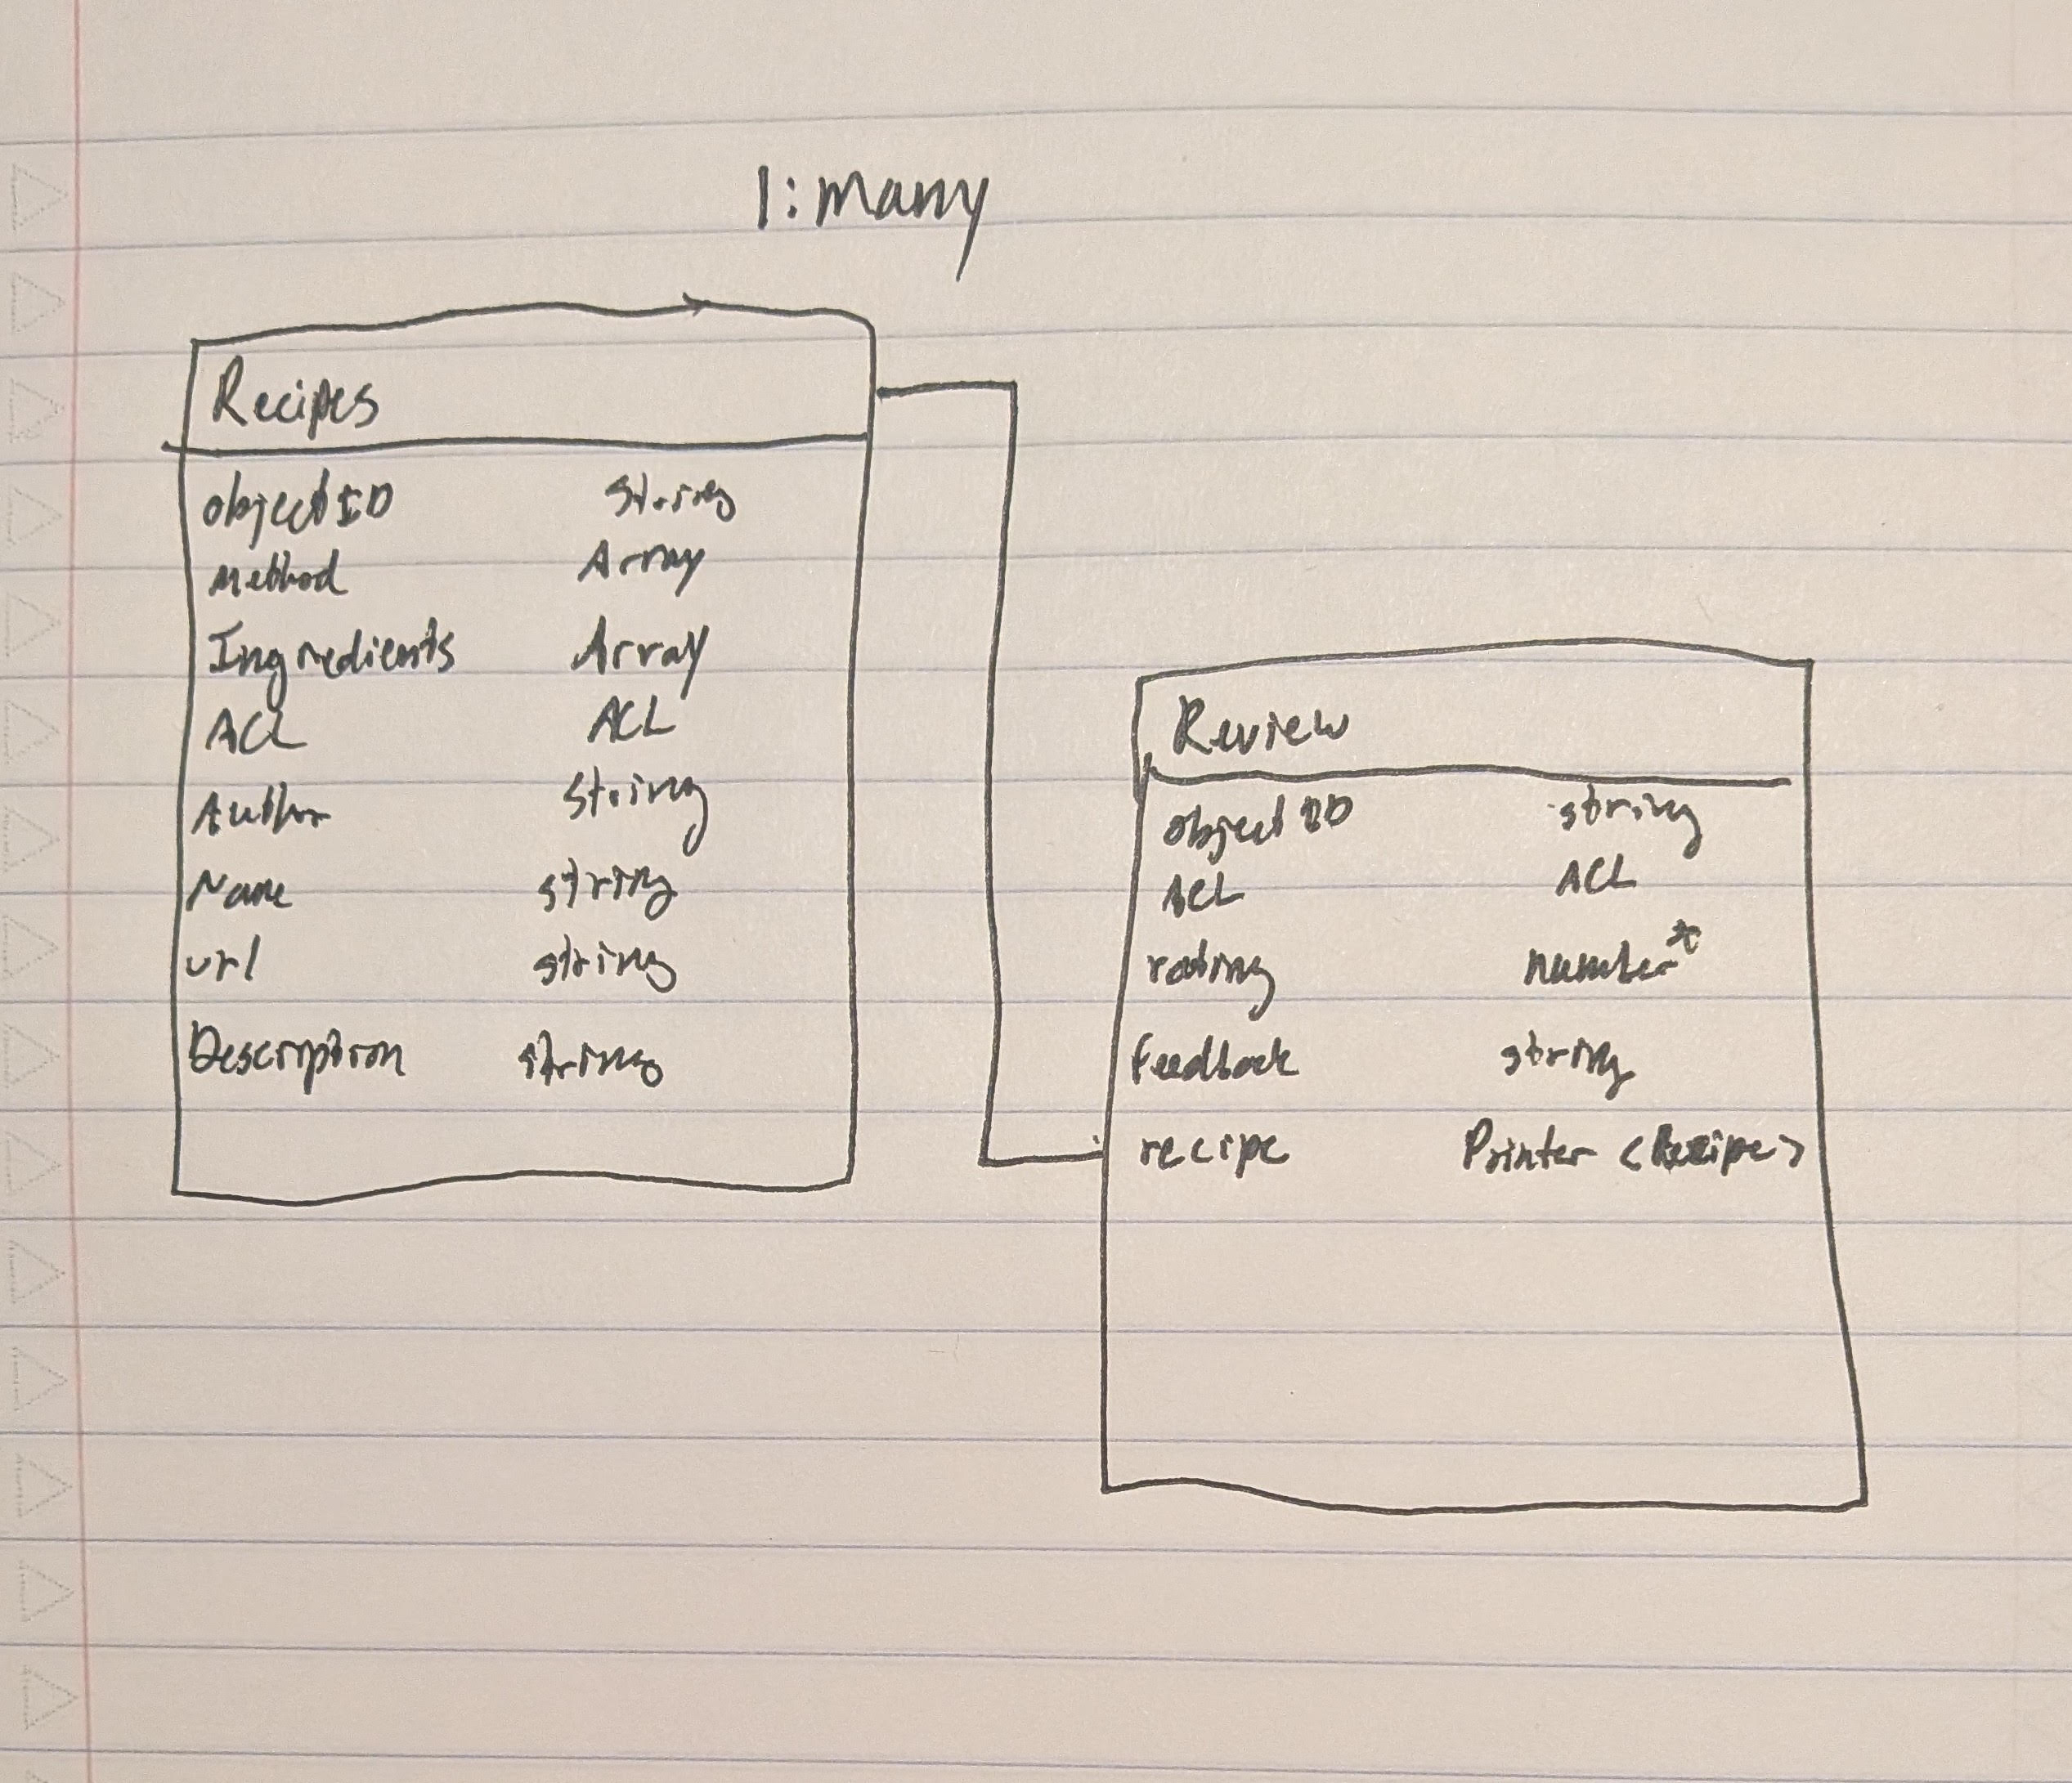 1:many
Recipes
objectID string
Method Array
Ingredients Array
ACL ACL
Author string
Name string
url string
Description string
Review
objectID string
ACL ACL
rating number*
Feedback string
recipe Pointer <Recipe>